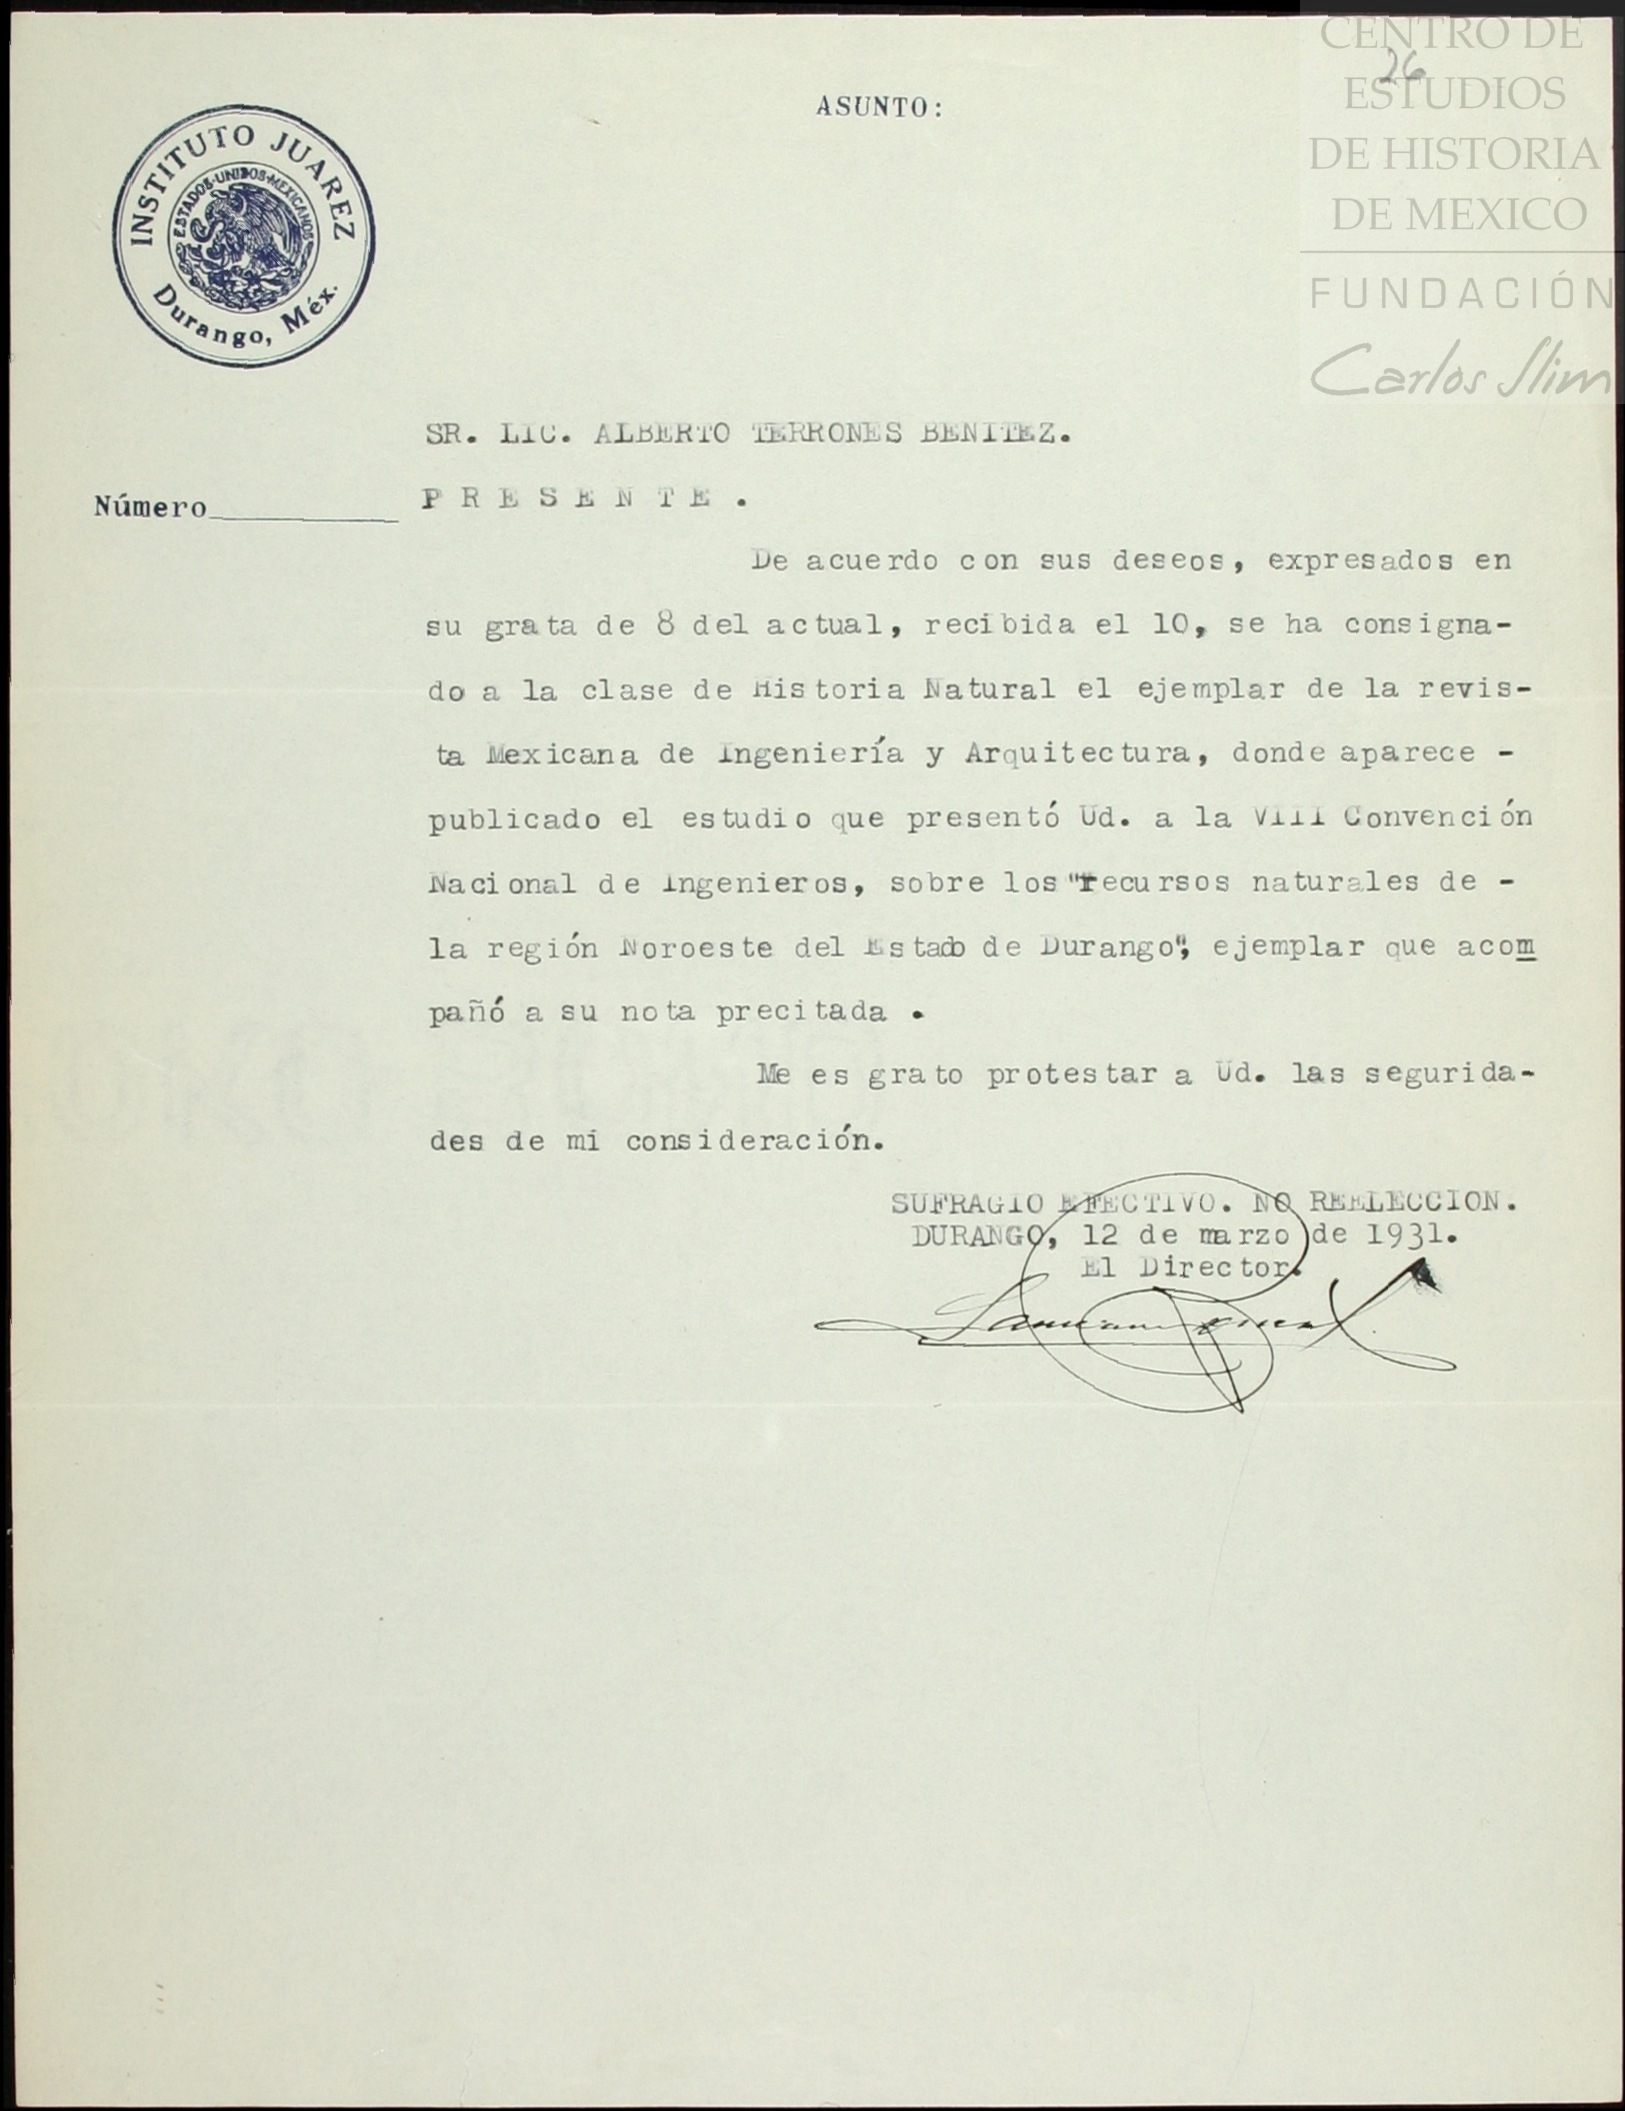 CENTRO DE
26
ESTUDIOS
DE HISTORIA
DE MEXICO
FUNDACIÓN
Carlos Slim
ASUNTO:
INSTITUTO JUAREZ
ESTADOS·UNIDOS·MEXICANOS
Durango, Méx.
SR. LIC. ALBERTO TERRONES BENITEZ.
Número
P R E S E N T E .
De acuerdo con sus deseos, expresados en
su grata de 8 del actual, recibida el 10, se ha consigna-
do a la clase de Historia Natural el ejemplar de la revis-
ta Mexicana de Ingeniería y Arquitectura, donde aparece -
publicado el estudio que presentó Ud. a la VIII Convención
Nacional de Ingenieros, sobre los "recursos naturales de -
la región Noroeste del Estado de Durango", ejemplar que acom
pañó a su nota precitada .
Me es grato protestar a Ud. las segurida-
des de mi consideración.
SUFRAGIO EFECTIVO. NO REELECCION.
DURANGO, 12 de marzo de 1931.
El Director.